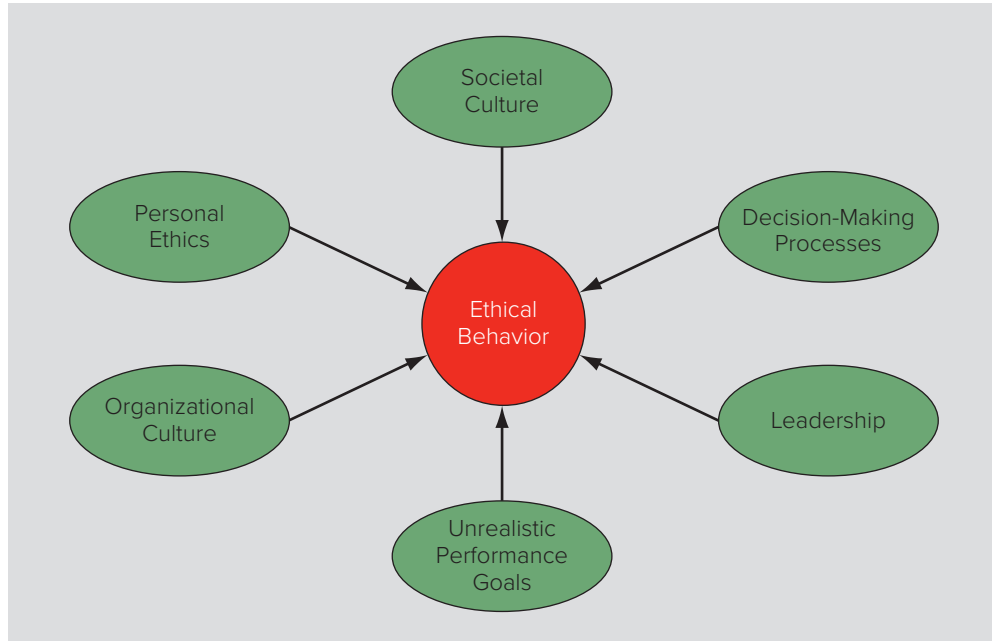 Societal
Culture
Personal
Ethics
Decision-Making
Processes
Ethical
Behavior
Organizational
Culture
Leadership
Unrealistic
Performance
Goals